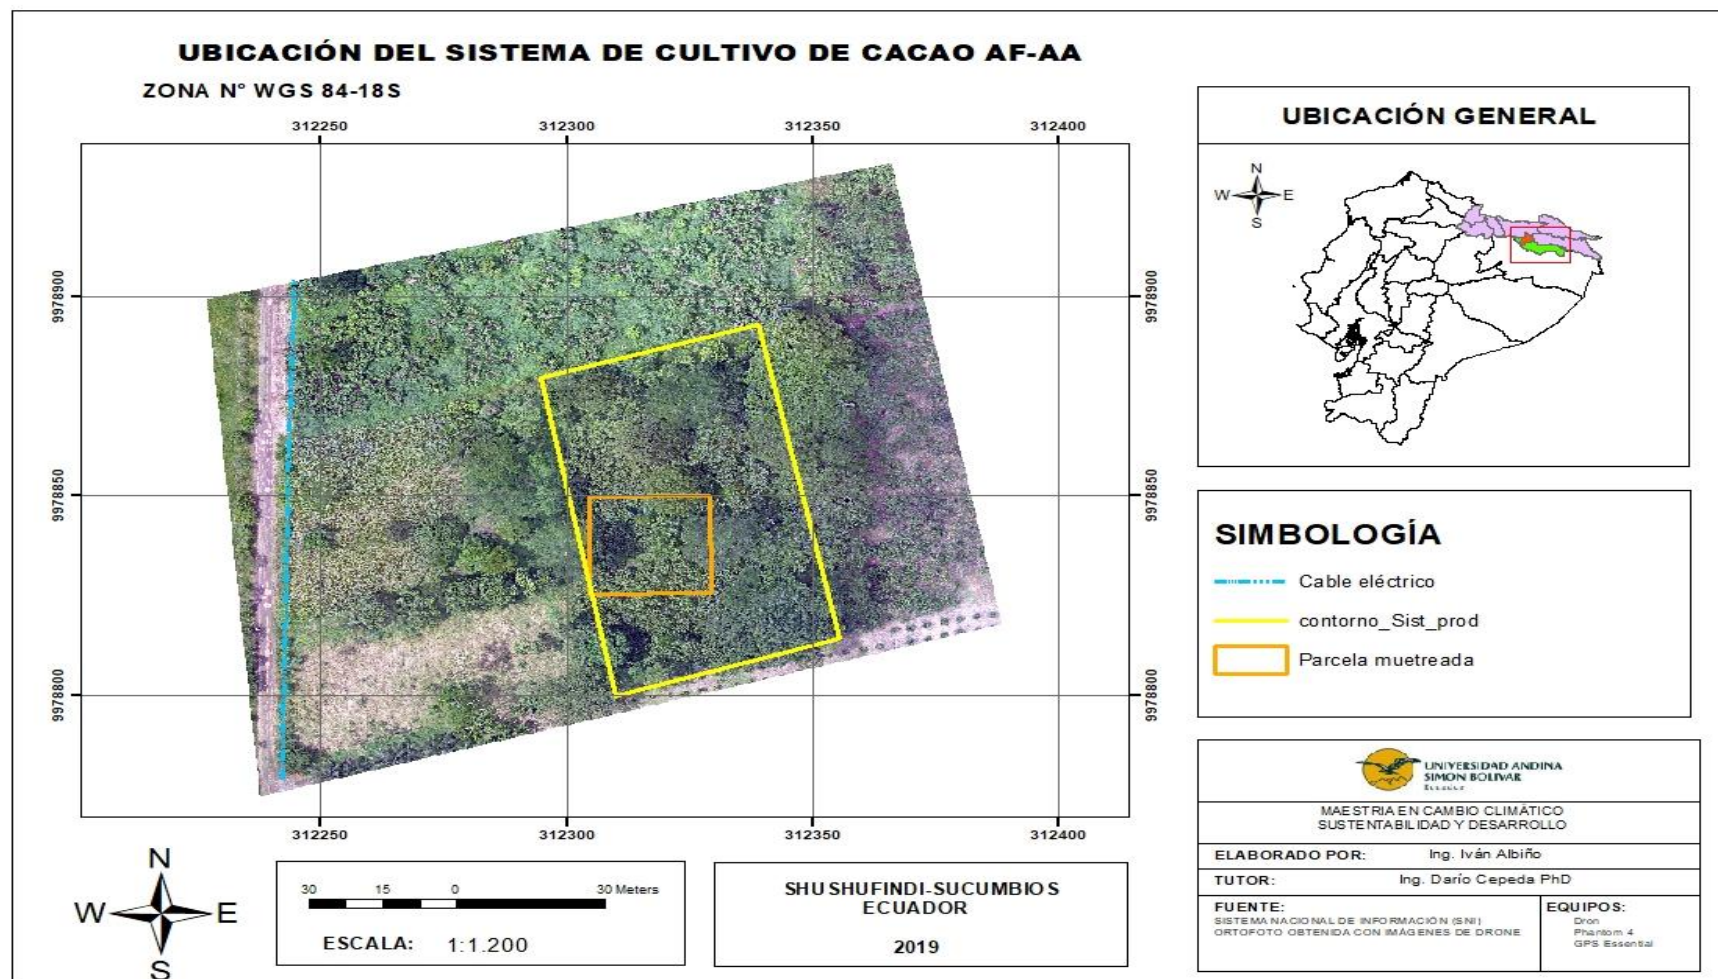 UBICACIÓN DEL SISTEMA DE CULTIVO DE CACAO AF-AA
ZONA N° WGS 84-18S
312250 312300 312350 312400
9978900 9978900
9978850 9978850
9978800 9978800
312250 312300 312350 312400
N
W E
S
30 15 0 30 Meters
ESCALA: 1:1.200
SHUSHUFINDI-SUCUMBIOS
ECUADOR
2019
UBICACIÓN GENERAL
N
W E
S
SIMBOLOGÍA
Cable eléctrico
contorno_Sist_prod
Parcela muetreada
UNIVERSIDAD ANDINA
SIMON BOLIVAR
Ecuador
MAESTRIA EN CAMBIO CLIMÁTICO
SUSTENTABILIDAD Y DESARROLLO
ELABORADO POR: Ing. Iván Albiño
TUTOR: Ing. Darío Cepeda PhD
FUENTE:
SISTEMA NACIONAL DE INFORMACIÓN (SNI)
ORTOFOTO OBTENIDA CON IMÁGENES DE DRONE
EQUIPOS:
Dron
Phantom 4
GPS Essential